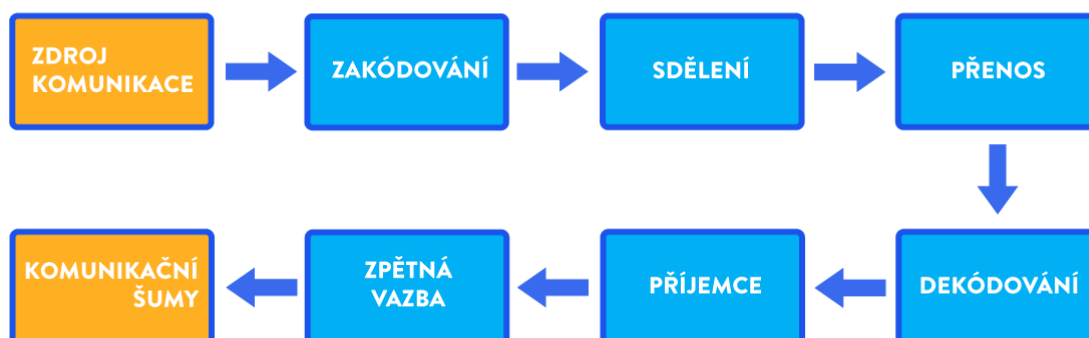 ZDROJ
KOMUNIKACE
ZAKÓDOVÁNÍ
SDĚLENÍ
PŘENOS
KOMUNIKAČNÍ
ŠUMY
ZPĚTNÁ
VAZBA
PŘÍJEMCE
DEKÓDOVÁNÍ